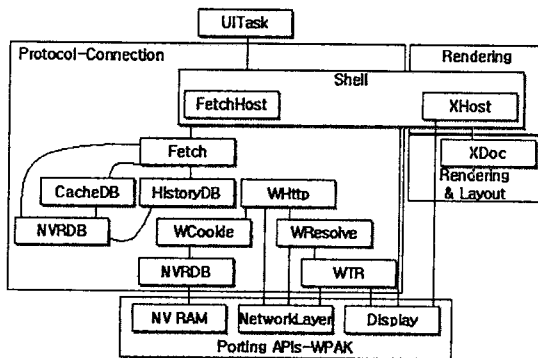 UITask
Protocol-Connection
Rendering
Shell
FetchHost
XHost
Fetch
XDoc
Rendering
& Layout
CacheDB
HistoryDB
WHttp
NVRDB
WCookie
WResolve
NVRDB
WTR
NV RAM
NetworkLayer
Display
Porting APIs-WPAK